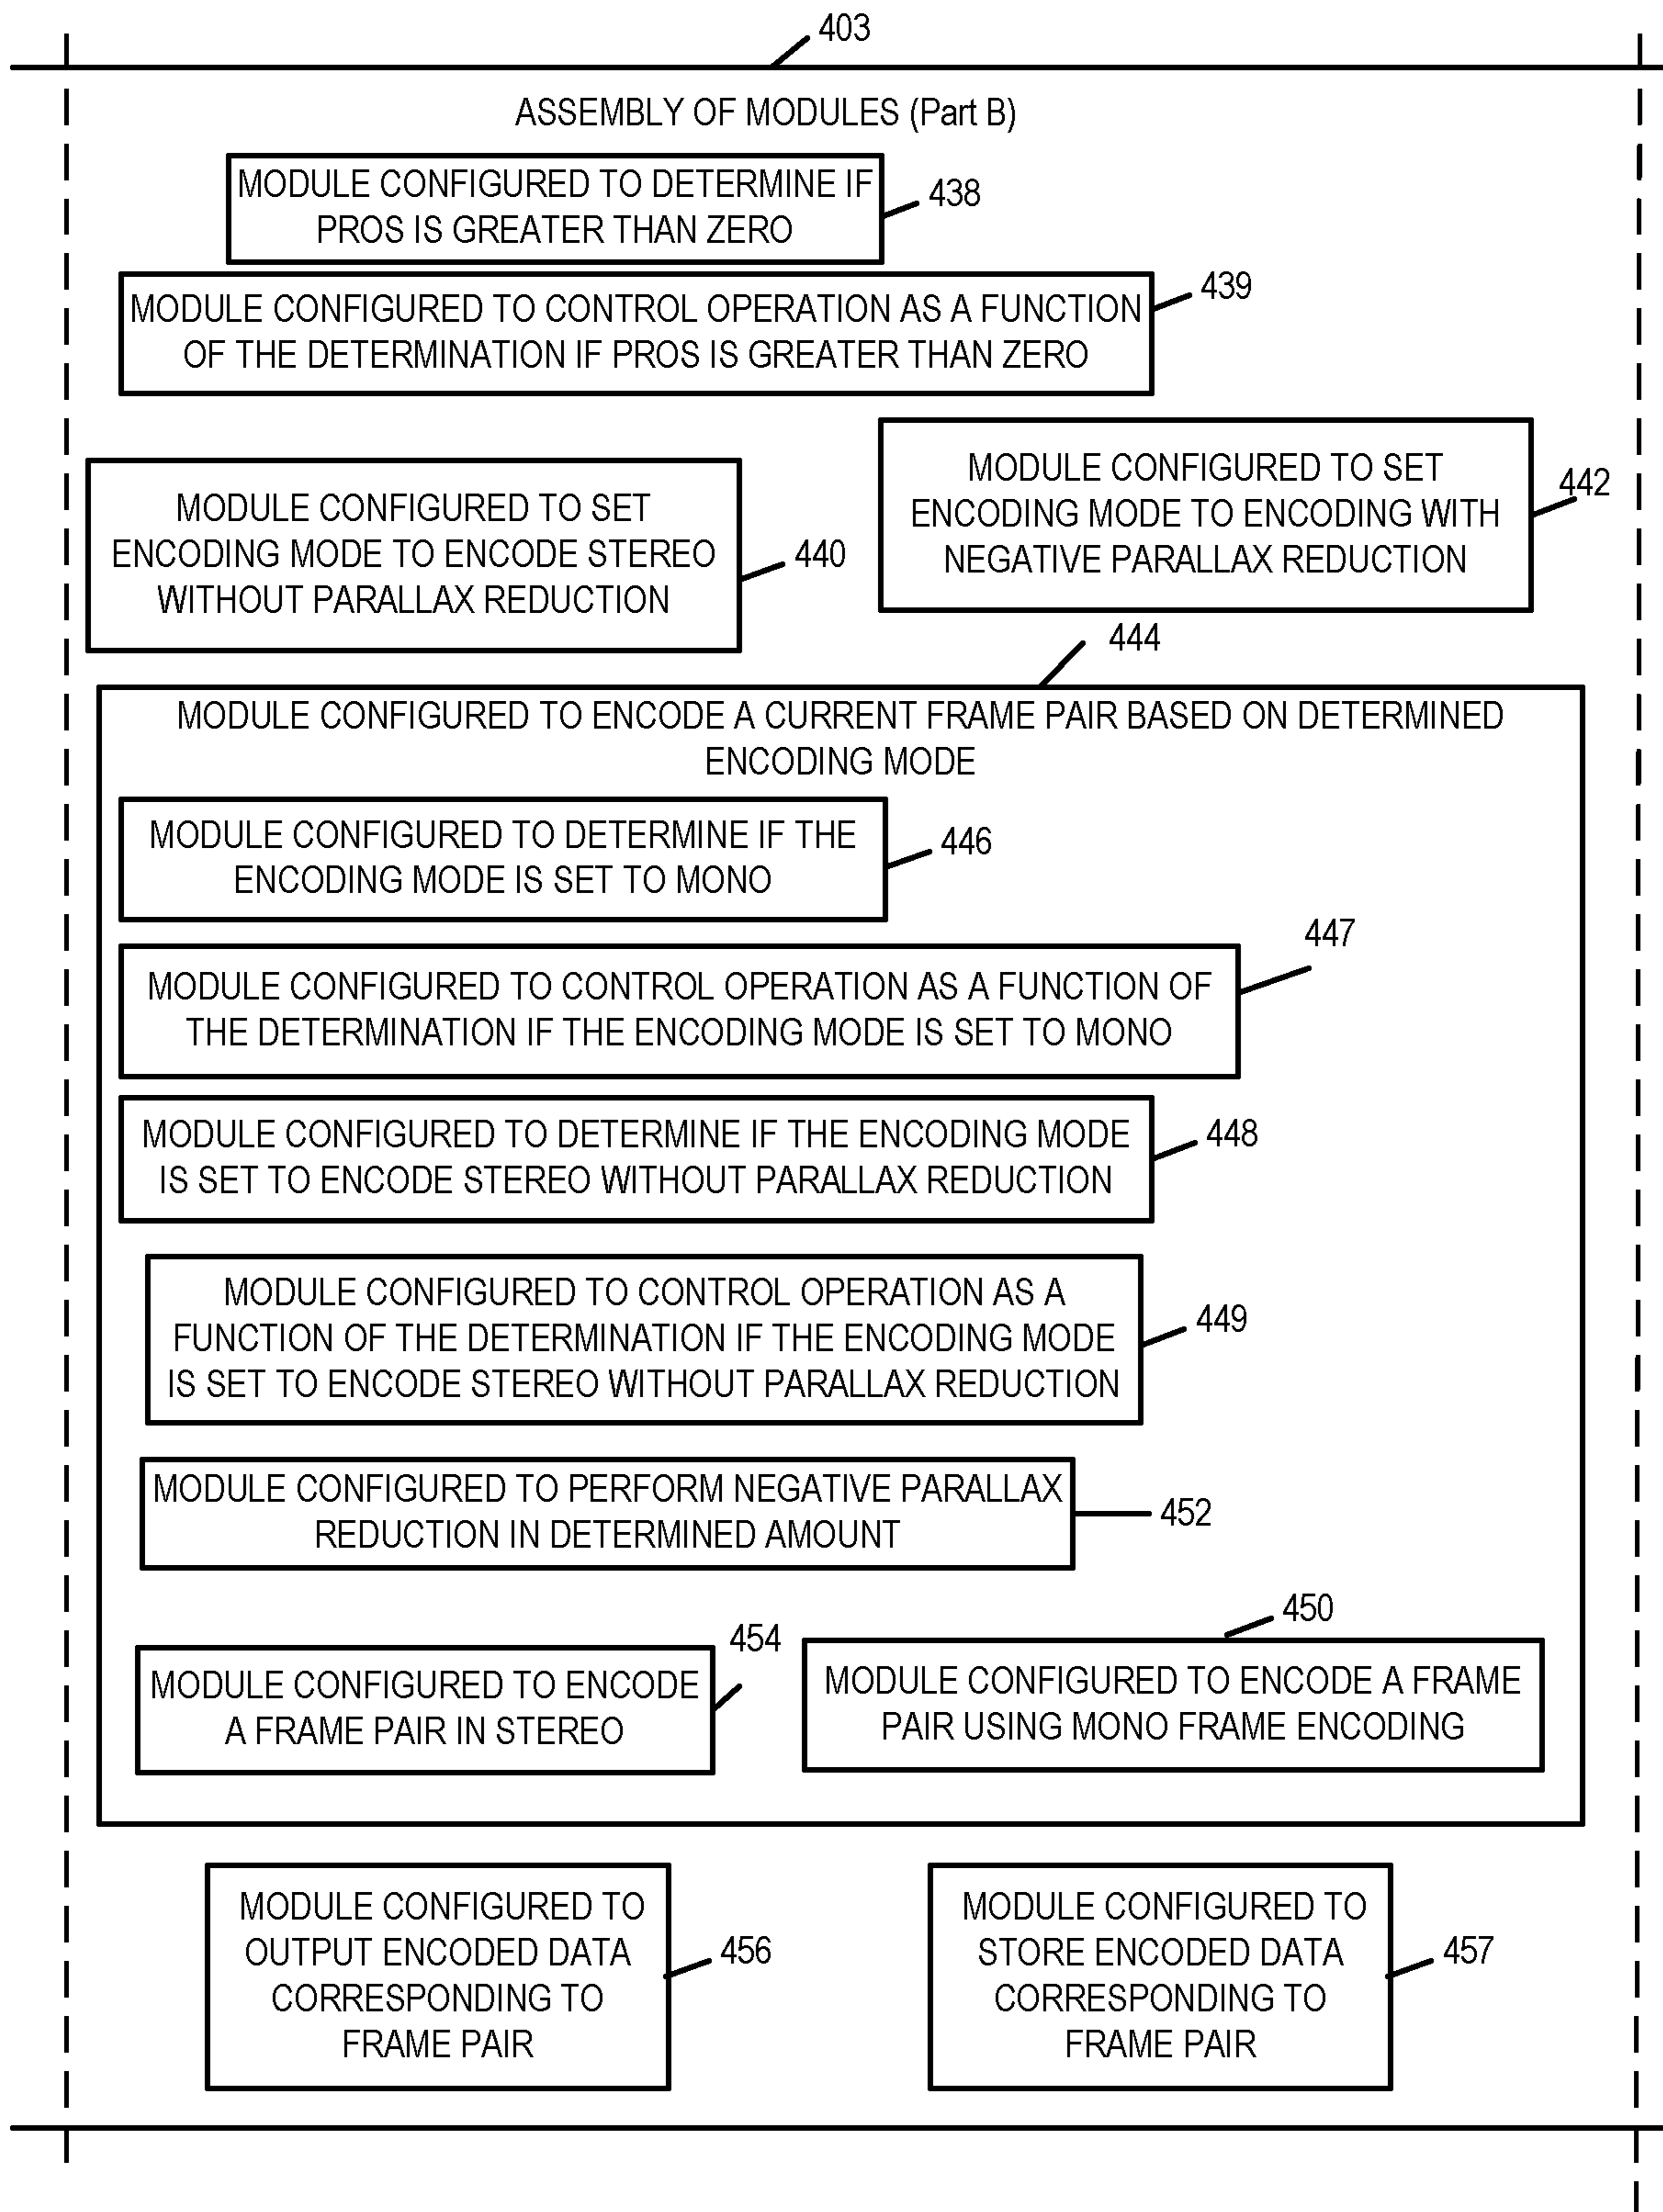 403
ASSEMBLY OF MODULES (Part B)
MODULE CONFIGURED TO DETERMINE IF
PROS IS GREATER THAN ZERO
438
MODULE CONFIGURED TO CONTROL OPERATION AS A FUNCTION
OF THE DETERMINATION IF PROS IS GREATER THAN ZERO
439
MODULE CONFIGURED TO SET
ENCODING MODE TO ENCODE STEREO
WITHOUT PARALLAX REDUCTION
440
MODULE CONFIGURED TO SET
ENCODING MODE TO ENCODING WITH
NEGATIVE PARALLAX REDUCTION
442
444
MODULE CONFIGURED TO ENCODE A CURRENT FRAME PAIR BASED ON DETERMINED
ENCODING MODE
MODULE CONFIGURED TO DETERMINE IF THE
ENCODING MODE IS SET TO MONO
446
MODULE CONFIGURED TO CONTROL OPERATION AS A FUNCTION OF
THE DETERMINATION IF THE ENCODING MODE IS SET TO MONO
447
MODULE CONFIGURED TO DETERMINE IF THE ENCODING MODE
IS SET TO ENCODE STEREO WITHOUT PARALLAX REDUCTION
448
MODULE CONFIGURED TO CONTROL OPERATION AS A
FUNCTION OF THE DETERMINATION IF THE ENCODING MODE
IS SET TO ENCODE STEREO WITHOUT PARALLAX REDUCTION
449
MODULE CONFIGURED TO PERFORM NEGATIVE PARALLAX
REDUCTION IN DETERMINED AMOUNT
452
MODULE CONFIGURED TO ENCODE
A FRAME PAIR IN STEREO
454
450
MODULE CONFIGURED TO ENCODE A FRAME
PAIR USING MONO FRAME ENCODING
MODULE CONFIGURED TO
OUTPUT ENCODED DATA
CORRESPONDING TO
FRAME PAIR
456
MODULE CONFIGURED TO
STORE ENCODED DATA
CORRESPONDING TO
FRAME PAIR
457